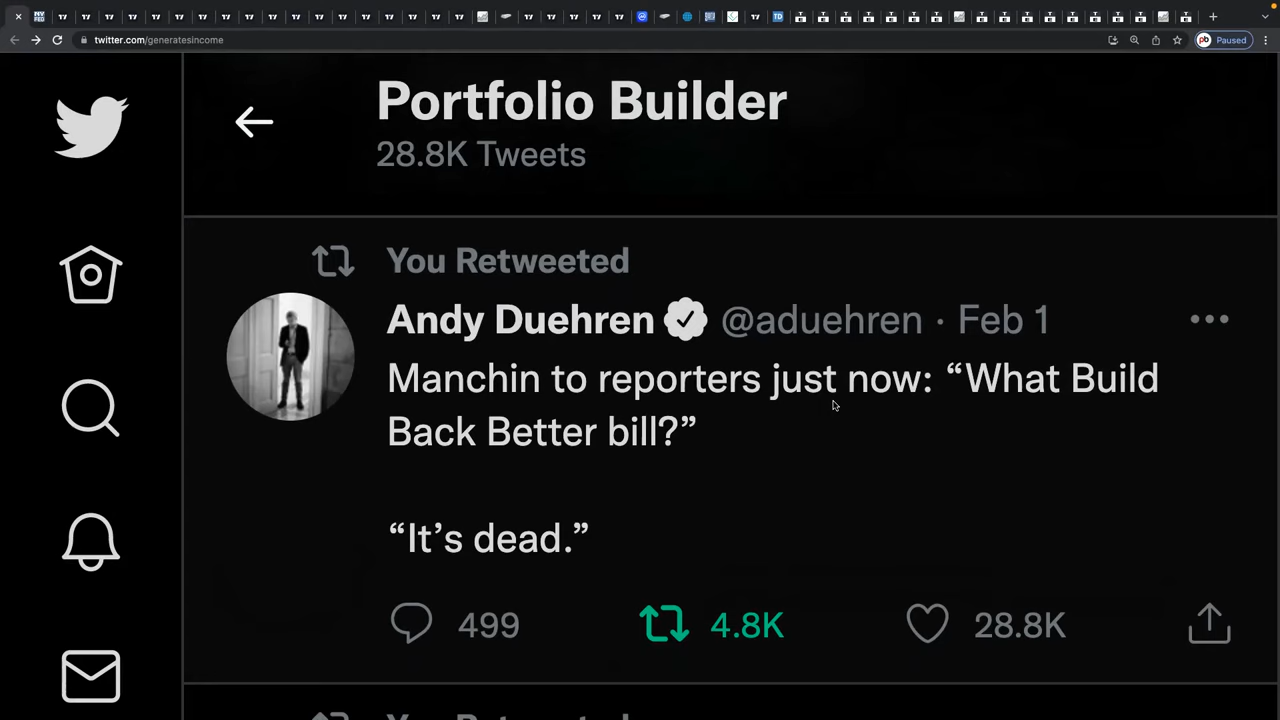 twitter.com/generatesincome
Paused
Portfolio Builder
28.8K Tweets
You Retweeted
Andy Duehren @aduehren · Feb 1
Manchin to reporters just now: “What Build
Back Better bill?”
“It’s dead.”
499 4.8K 28.8K